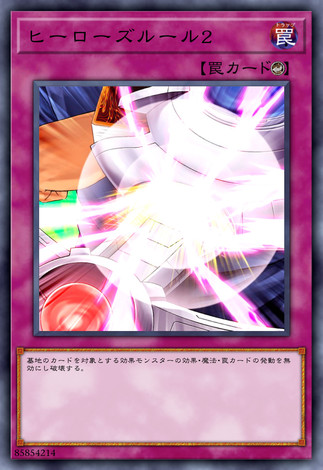 ヒーローズルール2
トラップ
罠
【罠カード】
墓地のカードを対象とする効果モンスターの効果・魔法・罠カードの発動を無
効にし破壊する。
85854214